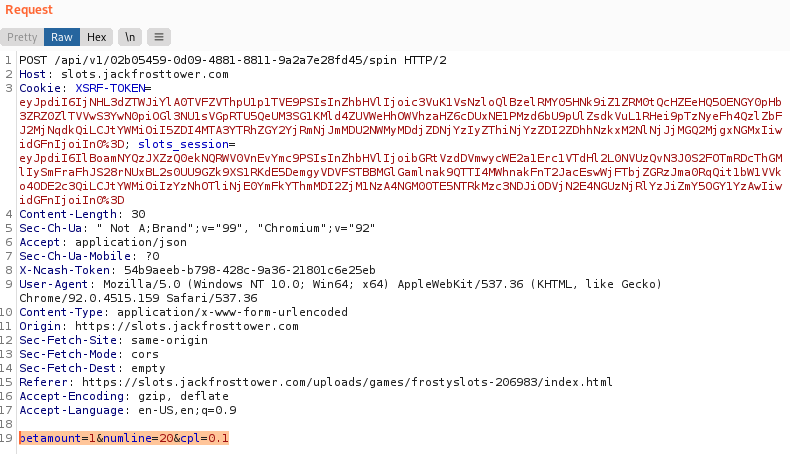 Request
Pretty Raw Hex \n ≡
1 POST /api/v1/02b05459-0d09-4881-8811-9a2a7e28fd45/spin HTTP/2
2 Host: slots.jackfrosttower.com
3 Cookie: XSRF-TOKEN=
eyJpdiI6IjNHL3dZTWJiYlA0TVFZVThpU1p1TVE9PSIsInZhbHVlIjoic3VuK1VsNzloQlBzelRMY05HNk9iZ1ZRM0tQcHZEeHQ5OENGY0pHb
3ZRZ0ZlTVVwS3YwN0piOGl3NU1sVGpRTU5QeUM3SG1KMld4ZUVWeHhOWVhzaHZ6cDUxNE1PMzd6bU9pUlZsdkVuL1RHei9pTzNyeFh4QzlZbF
J2MjNqdkQiLCJtYWMiOiI5ZDI4MTA3YTRhZGY2YjRmNjJmMDU2NWMyMDdjZDNjYzIyZThiNjYzZDI2ZDhhNzkxM2NlNjJjMGQ2MjgxNGMxIiw
idGFnIjoiIn0%3D; slots_session=
4 Content-Length: 30
5 Sec-Ch-Ua: " Not A;Brand";v="99", "Chromium";v="92"
6 Accept: application/json
7 Sec-Ch-Ua-Mobile: ?0
8 X-Ncash-Token: 54b9aeeb-b798-428c-9a36-21801c6e25eb
9 User-Agent: Mozilla/5.0 (Windows NT 10.0; Win64; x64) AppleWebKit/537.36 (KHTML, like Gecko)
Chrome/92.0.4515.159 Safari/537.36
10 Content-Type: application/x-www-form-urlencoded
11 Origin: https://slots.jackfrosttower.com
12 Sec-Fetch-Site: same-origin
13 Sec-Fetch-Mode: cors
14 Sec-Fetch-Dest: empty
15 Referer: https://slots.jackfrosttower.com/uploads/games/frostyslots-206983/index.html
16 Accept-Encoding: gzip, deflate
17 Accept-Language: en-US,en;q=0.9
18
19 betamount=1&numline=20&cpl=0.1